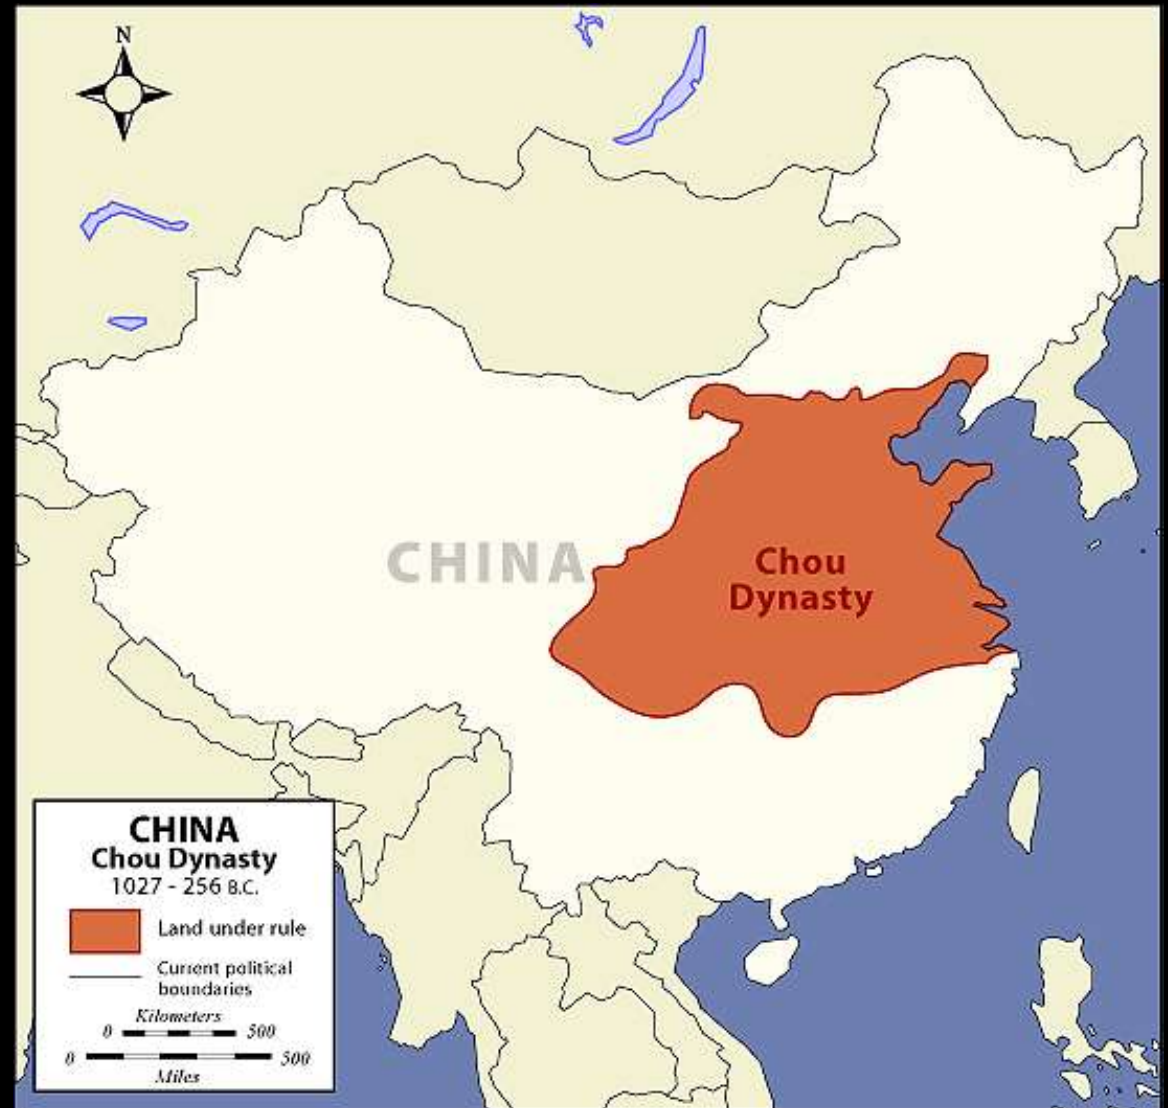 N
CHINA
Chou
Dynasty
CHINA
Chou Dynasty
1027 - 256 B.C.
Land under rule
Current political
boundaries
Kilometers
0 500
0 500
Miles